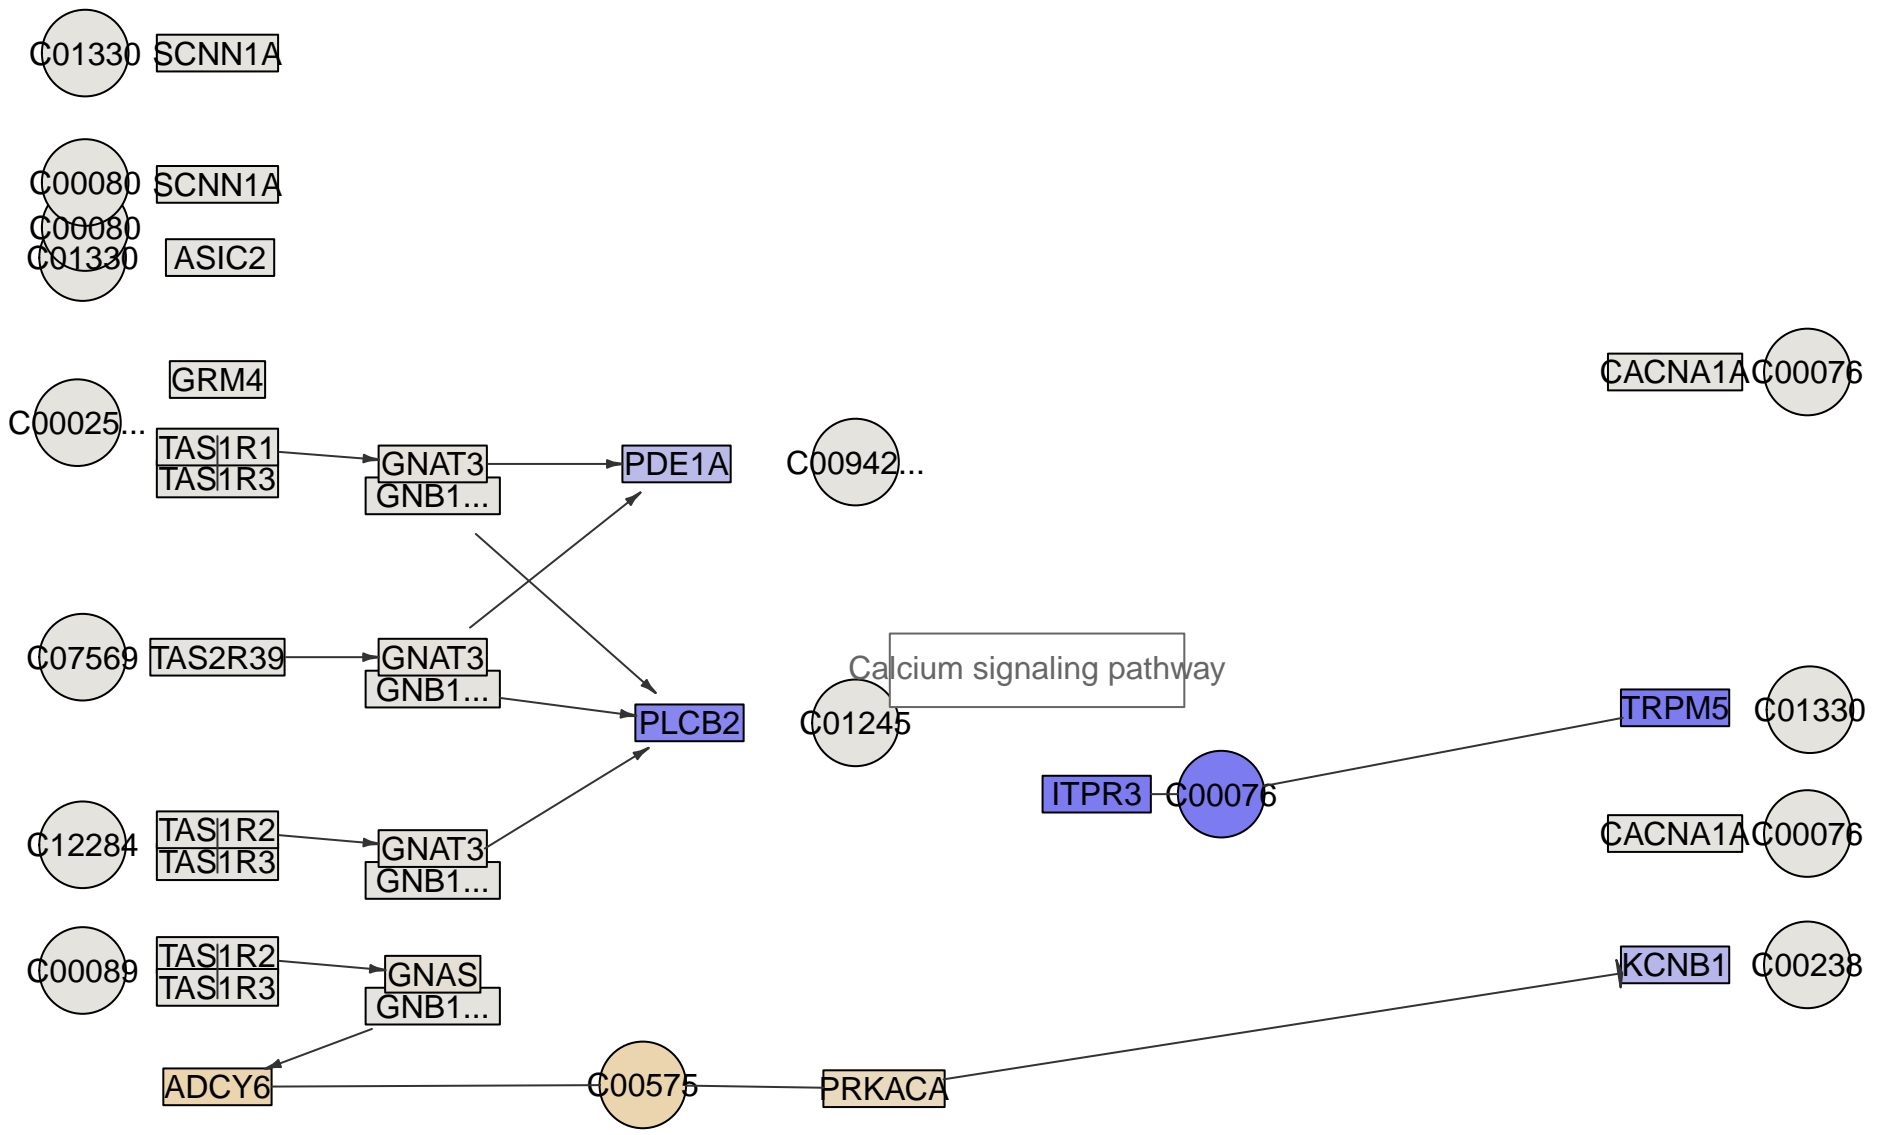 C01330 SCNN1A
C00080 SCNN1A
C00080
C01330 ASIC2
GRM4
CACNA1A C00076
C00025...
TAS1R1
GNAT3 PDE1A C00942...
TAS1R3
GNB1...
C07569 TAS2R39 GNAT3
Calcium signaling pathway
GNB1...
TRPM5 C01330
PLCB2 C01245
ITPR3 C00076
TAS1R2
CACNA1A C00076
C12284
GNAT3
TAS1R3
GNB1...
TAS1R2
KCNB1 C00238
C00089
GNAS
TAS1R3
GNB1...
ADCY6 C00575 PRKACA